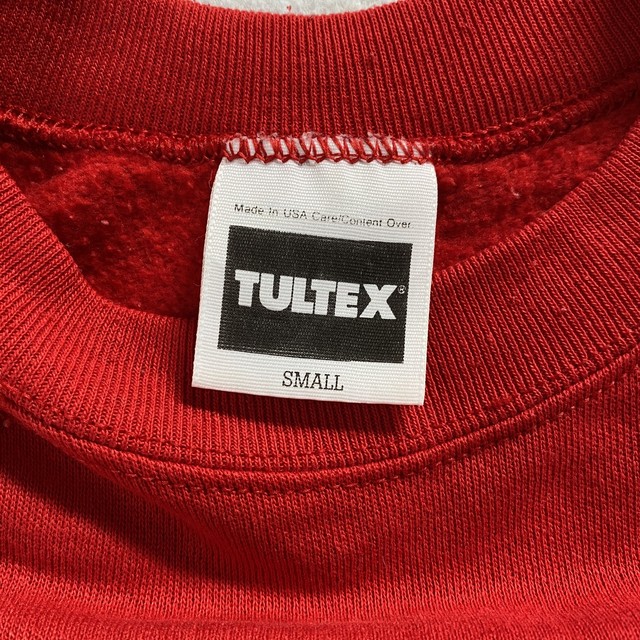 Made In USA Care/Content Over
TULTEX®
SMALL